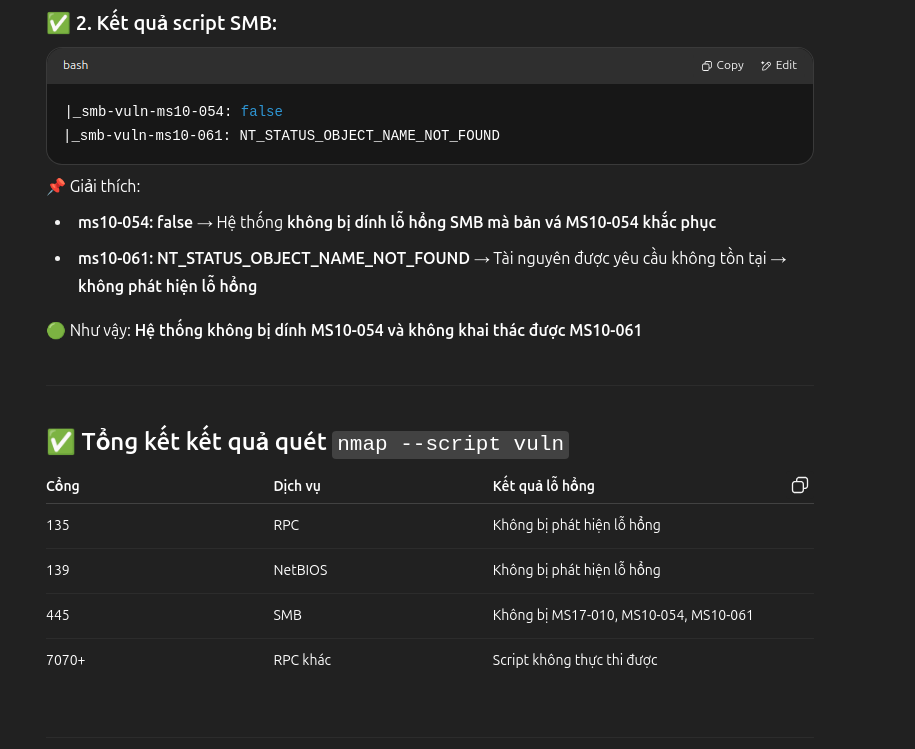 ✅ 2. Kết quả script SMB:
bash Copy Edit
|_smb-vuln-ms10-054: false
|_smb-vuln-ms10-061: NT_STATUS_OBJECT_NAME_NOT_FOUND
📌 Giải thích:
• ms10-054: false → Hệ thống không bị dính lỗ hổng SMB mà bản vá MS10-054 khắc phục
• ms10-061: NT_STATUS_OBJECT_NAME_NOT_FOUND → Tài nguyên được yêu cầu không tồn tại →
không phát hiện lỗ hổng
🟢 Như vậy: Hệ thống không bị dính MS10-054 và không khai thác được MS10-061
✅ Tổng kết kết quả quét nmap --script vuln
Cổng Dịch vụ Kết quả lỗ hổng
135 RPC Không bị phát hiện lỗ hổng
139 NetBIOS Không bị phát hiện lỗ hổng
445 SMB Không bị MS17-010, MS10-054, MS10-061
7070+ RPC khác Script không thực thi được